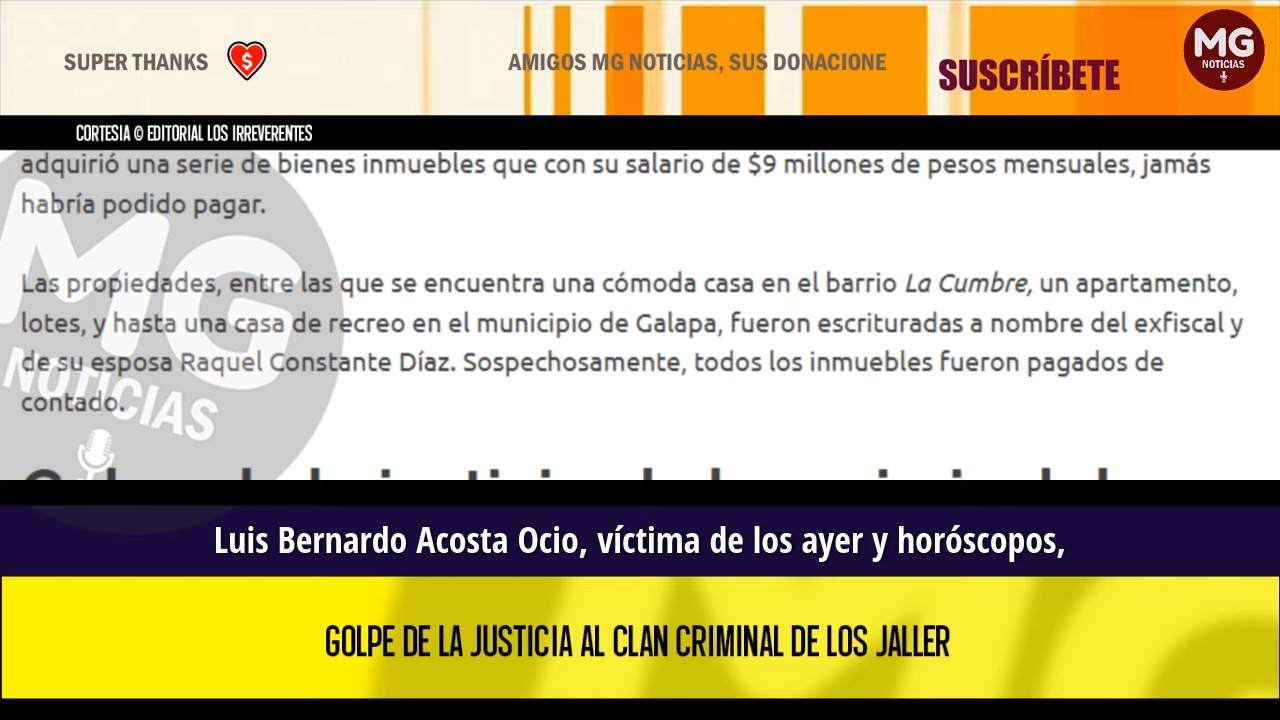 SUPER THANKS
AMIGOS MG NOTICIAS, SUS DONACIONE
SUSCRÍBETE
MG
NOTICIAS
CORTESIA © EDITORIAL LOS IRREVERENTES
adquirió una serie de bienes inmuebles que con su salario de $9 millones de pesos mensuales, jamás
habría podido pagar.
Las propiedades, entre las que se encuentra una cómoda casa en el barrio La Cumbre, un apartamento,
lotes, y hasta una casa de recreo en el municipio de Galapa, fueron escrituradas a nombre del exfiscal y
de su esposa Raquel Constante Díaz. Sospechosamente, todos los inmuebles fueron pagados de
contado.
MG
NOTICIAS
Luis Bernardo Acosta Ocio, víctima de los ayer y horóscopos,
GOLPE DE LA JUSTICIA AL CLAN CRIMINAL DE LOS JALLER